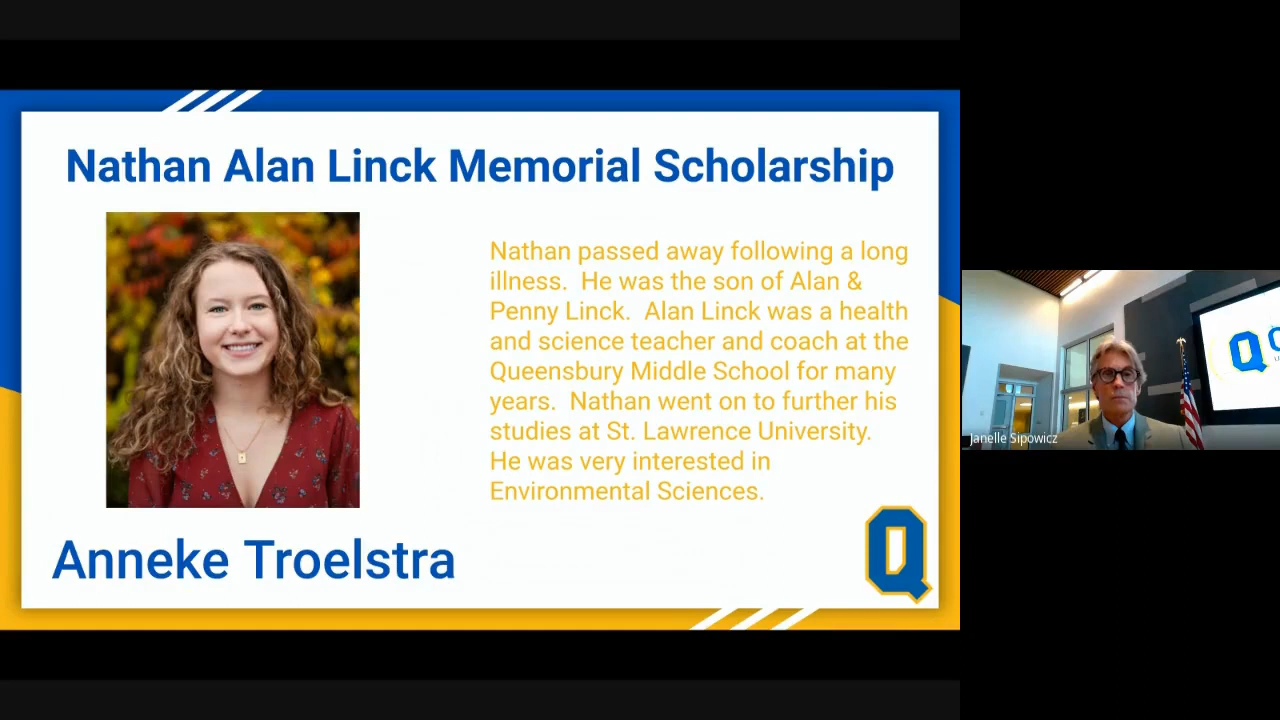 Nathan Alan Linck Memorial Scholarship
Nathan passed away following a long
illness.  He was the son of Alan &
Penny Linck.  Alan Linck was a health
and science teacher and coach at the
Queensbury Middle School for many
years.  Nathan went on to further his
studies at St. Lawrence University.
He was very interested in
Environmental Sciences.
Anneke Troelstra
Q
Q
Janelle Sipowicz